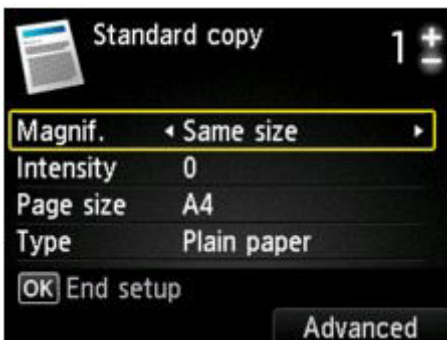 Standard copy 1
Magnif. Same size
Intensity 0
Page size A4
Type Plain paper
OK End setup
Advanced